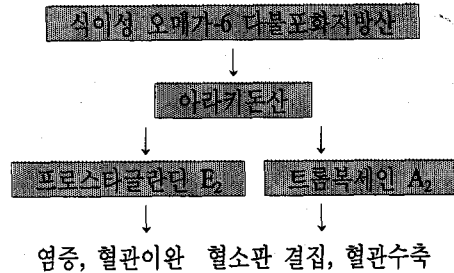 식이성 오메가-6 다불포화지방산
아라키돈산
프로스타글란딘 E₂ 트롬복세인 A₂
염증, 혈관이완 혈소판 결집, 혈관수축